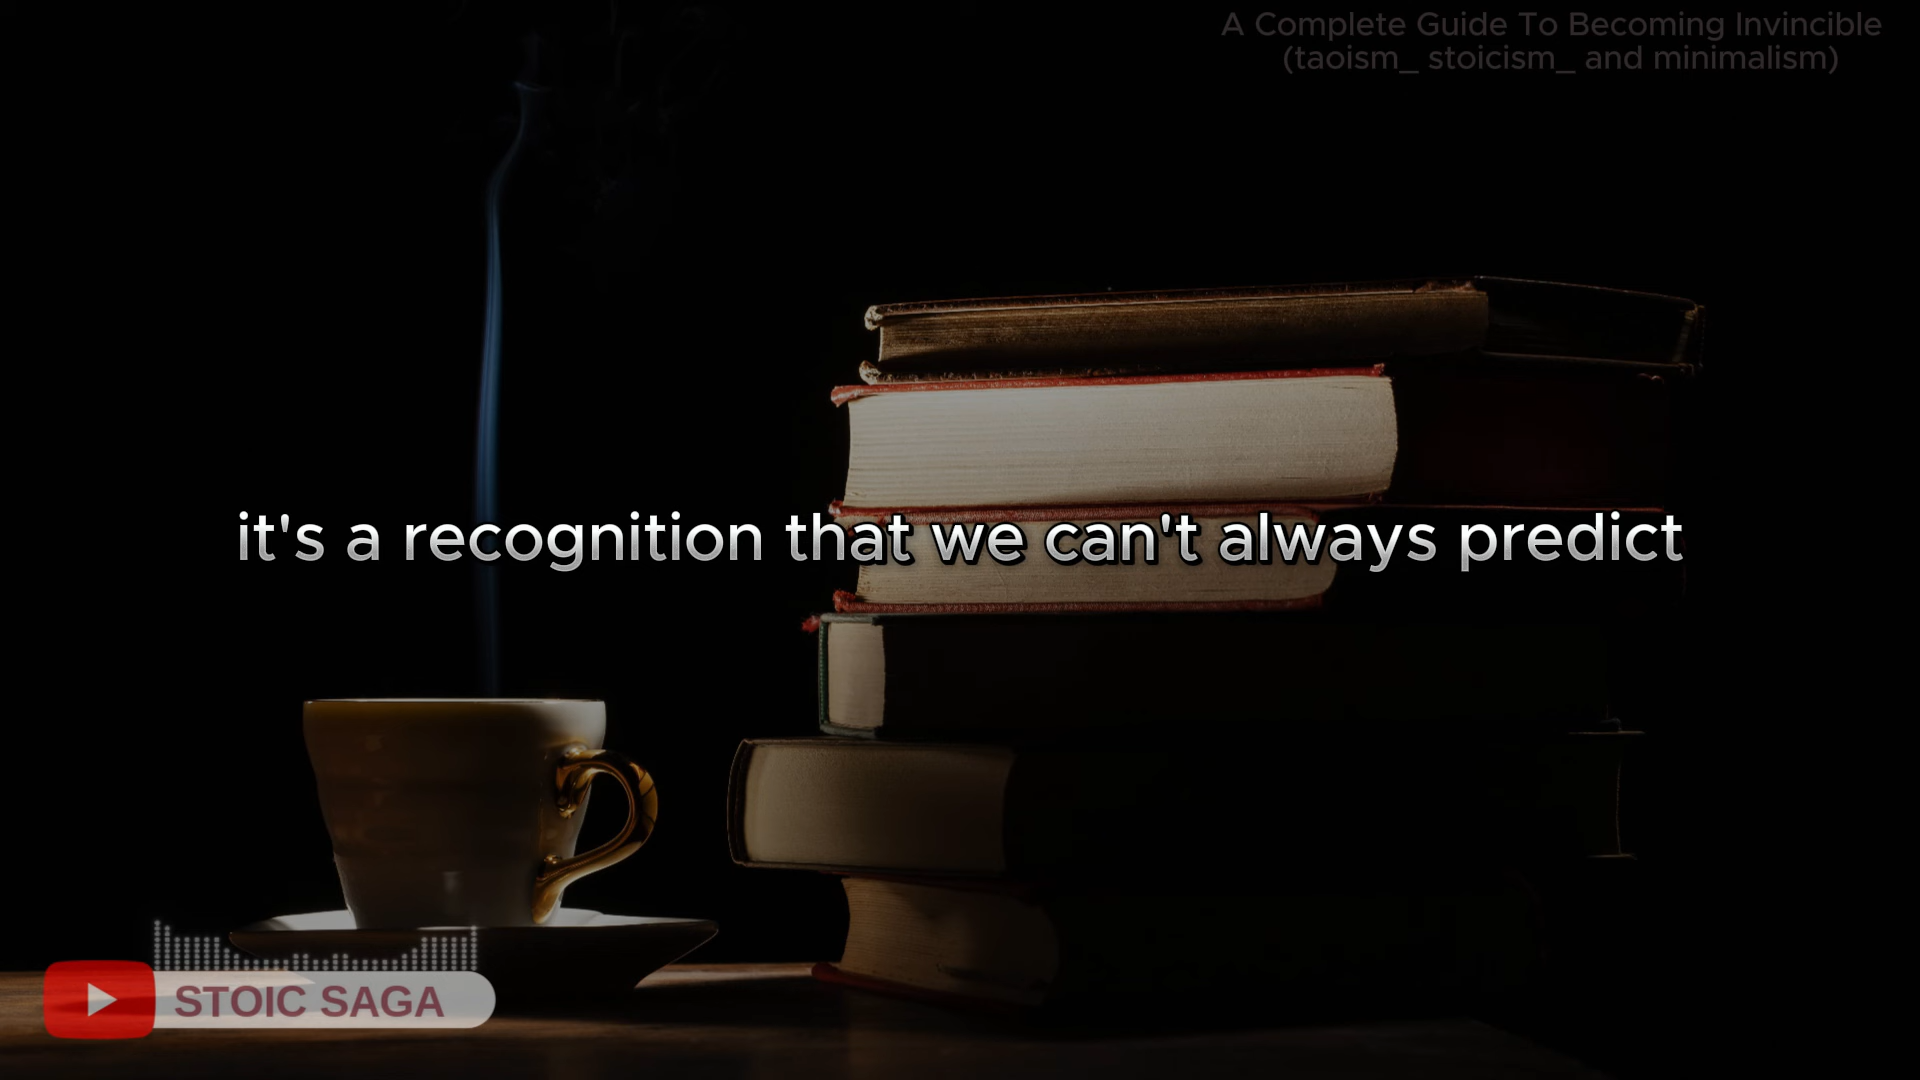 A Complete Guide To Becoming Invincible
(taoism_ stoicism_ and minimalism)
it's a recognition that we can't always predict
STOIC SAGA